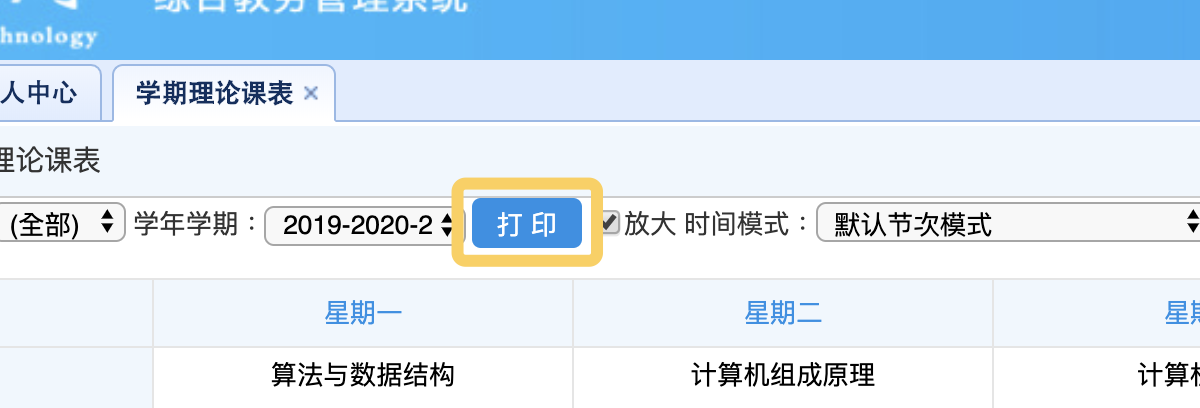 综合教务管理系统
hnology
人中心 学期理论课表 ×
理论课表
(全部) 学年学期： 2019-2020-2 打印 放大 时间模式： 默认节次模式
星期一 星期二 星期
算法与数据结构 计算机组成原理 计算机